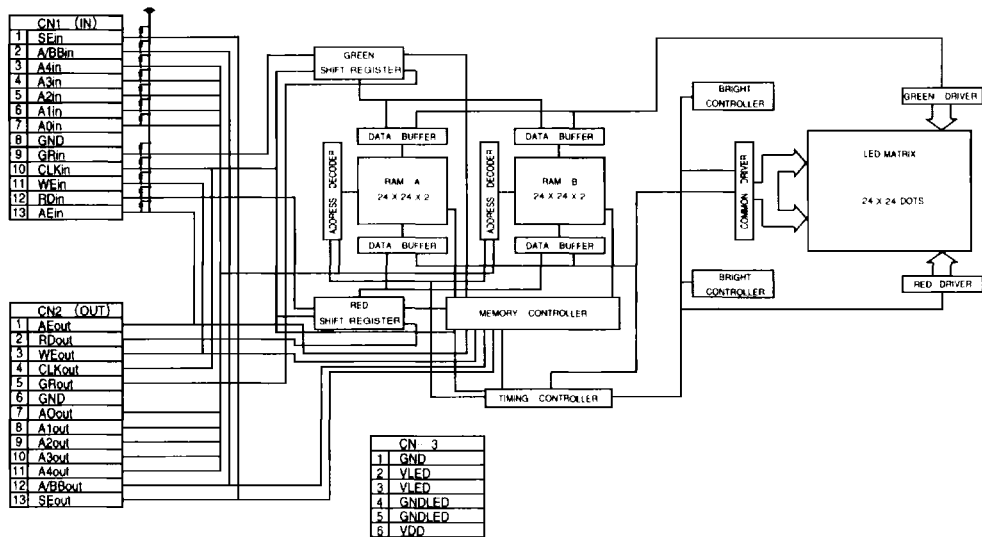 CN1 (IN)
1 SEin
2 A/BBin
3 A4in
4 A3in
5 A2in
6 A1in
7 A0in
8 GND
9 GRin
10 CLKin
11 WEin
12 RDin
13 AEin
CN2 (OUT)
1 AEout
2 RDout
3 WEout
4 CLKout
5 GRout
6 GND
7 A0out
8 A1out
9 A2out
10 A3out
11 A4out
12 A/BBout
13 SEout
GREEN
SHIFT REGISTER
DATA BUFFER
DATA BUFFER
ADDRESS DECODER
RAM A
24 X 24 X 2
ADDRESS DECODER
RAM B
24 X 24 X 2
DATA BUFFER
DATA BUFFER
RED
SHIFT REGISTER
MEMORY CONTROLLER
TIMING CONTROLLER
BRIGHT
CONTROLLER
GREEN DRIVER
COMMON DRIVER
LED MATRIX
24 X 24 DOTS
BRIGHT
CONTROLLER
RED DRIVER
CN 3
1 GND
2 VLED
3 VLED
4 GNDLED
5 GNDLED
6 VDD